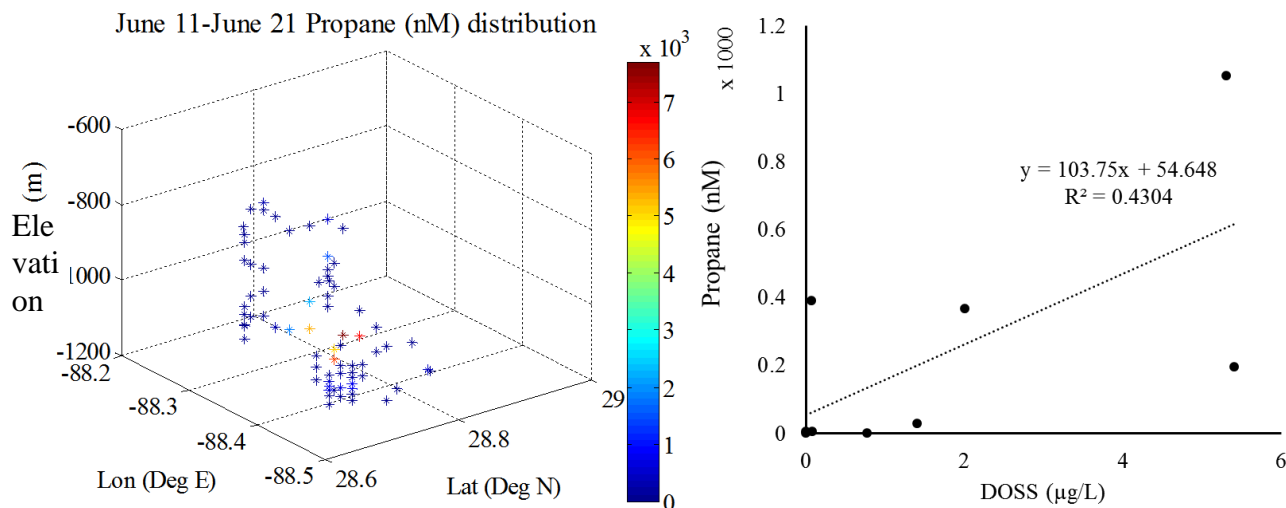 June 11-June 21 Propane (nM) distribution
x 10³
-600
-800
1000
-1200
(m)
Ele
vati
on
-88.2
-88.3
-88.4
-88.5
Lon (Deg E)
28.6
28.8
29
Lat (Deg N)
7
6
5
4
3
2
1
0
x 1000
Propane (nM)
1.2
1
0.8
0.6
0.4
0.2
0
y = 103.75x + 54.648
R² = 0.4304
0
2
4
6
DOSS (µg/L)